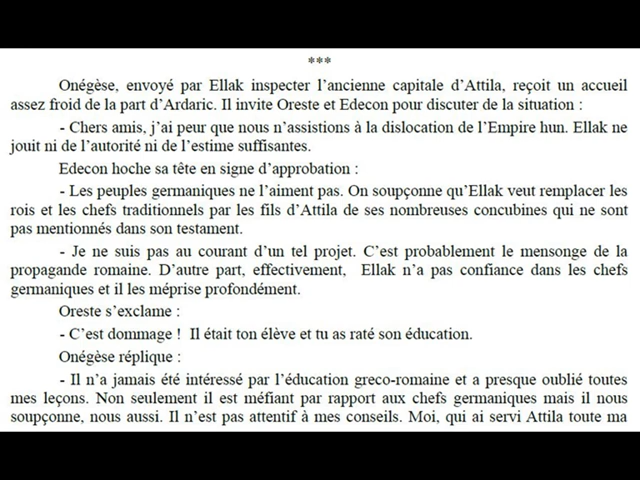 ***
Onégèse, envoyé par Ellak inspecter l'ancienne capitale d'Attila, reçoit un accueil
assez froid de la part d'Ardaric. Il invite Oreste et Edecon pour discuter de la situation :
- Chers amis, j'ai peur que nous n'assistions à la dislocation de l'Empire hun. Ellak ne
jouit ni de l'autorité ni de l'estime suffisantes.
Edecon hoche sa tête en signe d'approbation :
- Les peuples germaniques ne l'aiment pas. On soupçonne qu'Ellak veut remplacer les
rois et les chefs traditionnels par les fils d'Attila de ses nombreuses concubines qui ne sont
pas mentionnés dans son testament.
- Je ne suis pas au courant d'un tel projet. C'est probablement le mensonge de la
propagande romaine. D'autre part, effectivement, Ellak n'a pas confiance dans les chefs
germaniques et il les méprise profondément.
Oreste s'exclame :
- C'est dommage ! Il était ton élève et tu as raté son éducation.
Onégèse réplique :
- Il n'a jamais été intéressé par l'éducation greco-romaine et a presque oublié toutes
mes leçons. Non seulement il est méfiant par rapport aux chefs germaniques mais il nous
soupçonne, nous aussi. Il n'est pas attentif à mes conseils. Moi, qui ai servi Attila toute ma